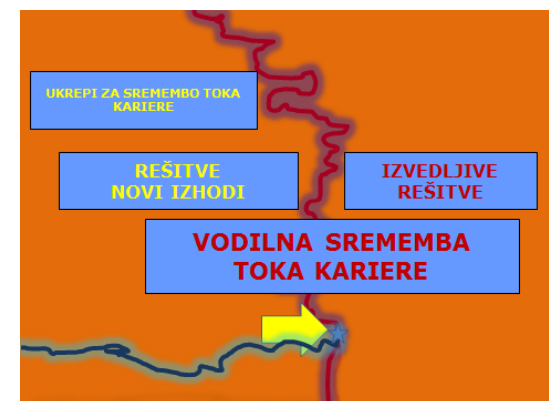 UKREPI ZA SREMEMBO TOKA
KARIERE
REŠITVE
NOVI IZHODI
IZVEDLJIVE
REŠITVE
VODILNA SREMEMBA
TOKA KARIERE